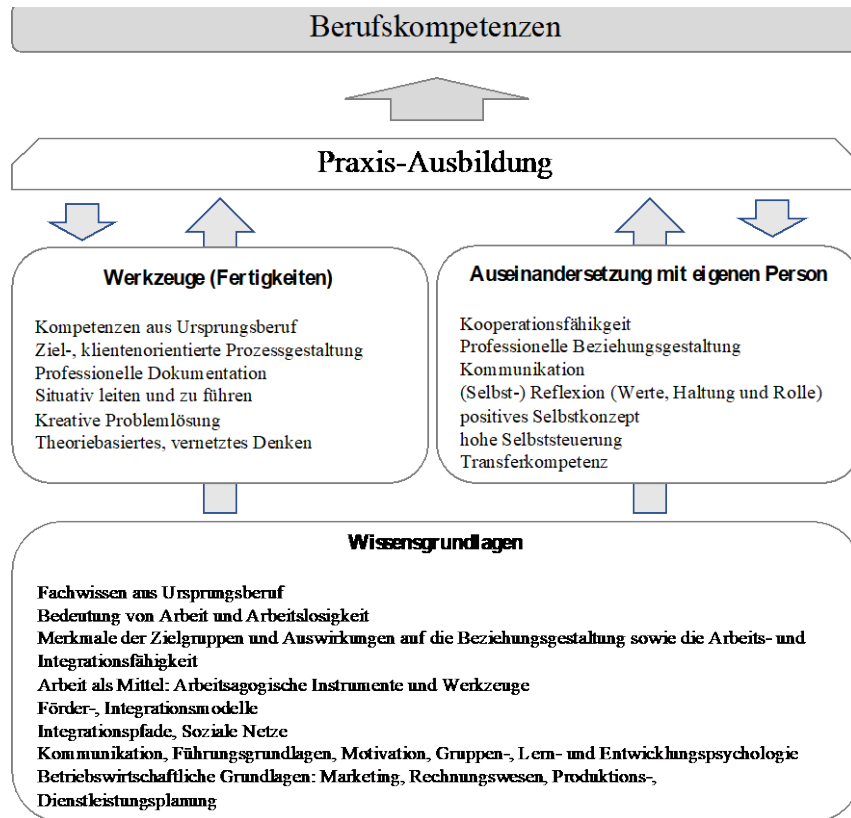 Berufskompetenzen
Praxis-Ausbildung
Werkzeuge (Fertigkeiten)
Kompetenzen aus Ursprungsberuf
Ziel-, klientenorientierte Prozessgestaltung
Professionelle Dokumentation
Situativ leiten und zu führen
Kreative Problemlösung
Theoriebasiertes, vernetztes Denken
Auseinandersetzung mit eigenen Person
Kooperationsfähikgeit
Professionelle Beziehungsgestaltung
Kommunikation
(Selbst-) Reflexion (Werte, Haltung und Rolle)
positives Selbstkonzept
hohe Selbststeuerung
Transferkompetenz
Wissensgrundlagen
Fachwissen aus Ursprungsberuf
Bedeutung von Arbeit und Arbeitslosigkeit
Merkmale der Zielgruppen und Auswirkungen auf die Beziehungsgestaltung sowie die Arbeits- und
Integrationsfähigkeit
Arbeit als Mittel: Arbeitsagogische Instrumente und Werkzeuge
Förder-, Integrationsmodelle
Integrationspfade, Soziale Netze
Kommunikation, Führungsgrundlagen, Motivation, Gruppen-, Lern- und Entwicklungspsychologie
Betriebswirtschaftliche Grundlagen: Marketing, Rechnungswesen, Produktions-,
Dienstleistungsplanung